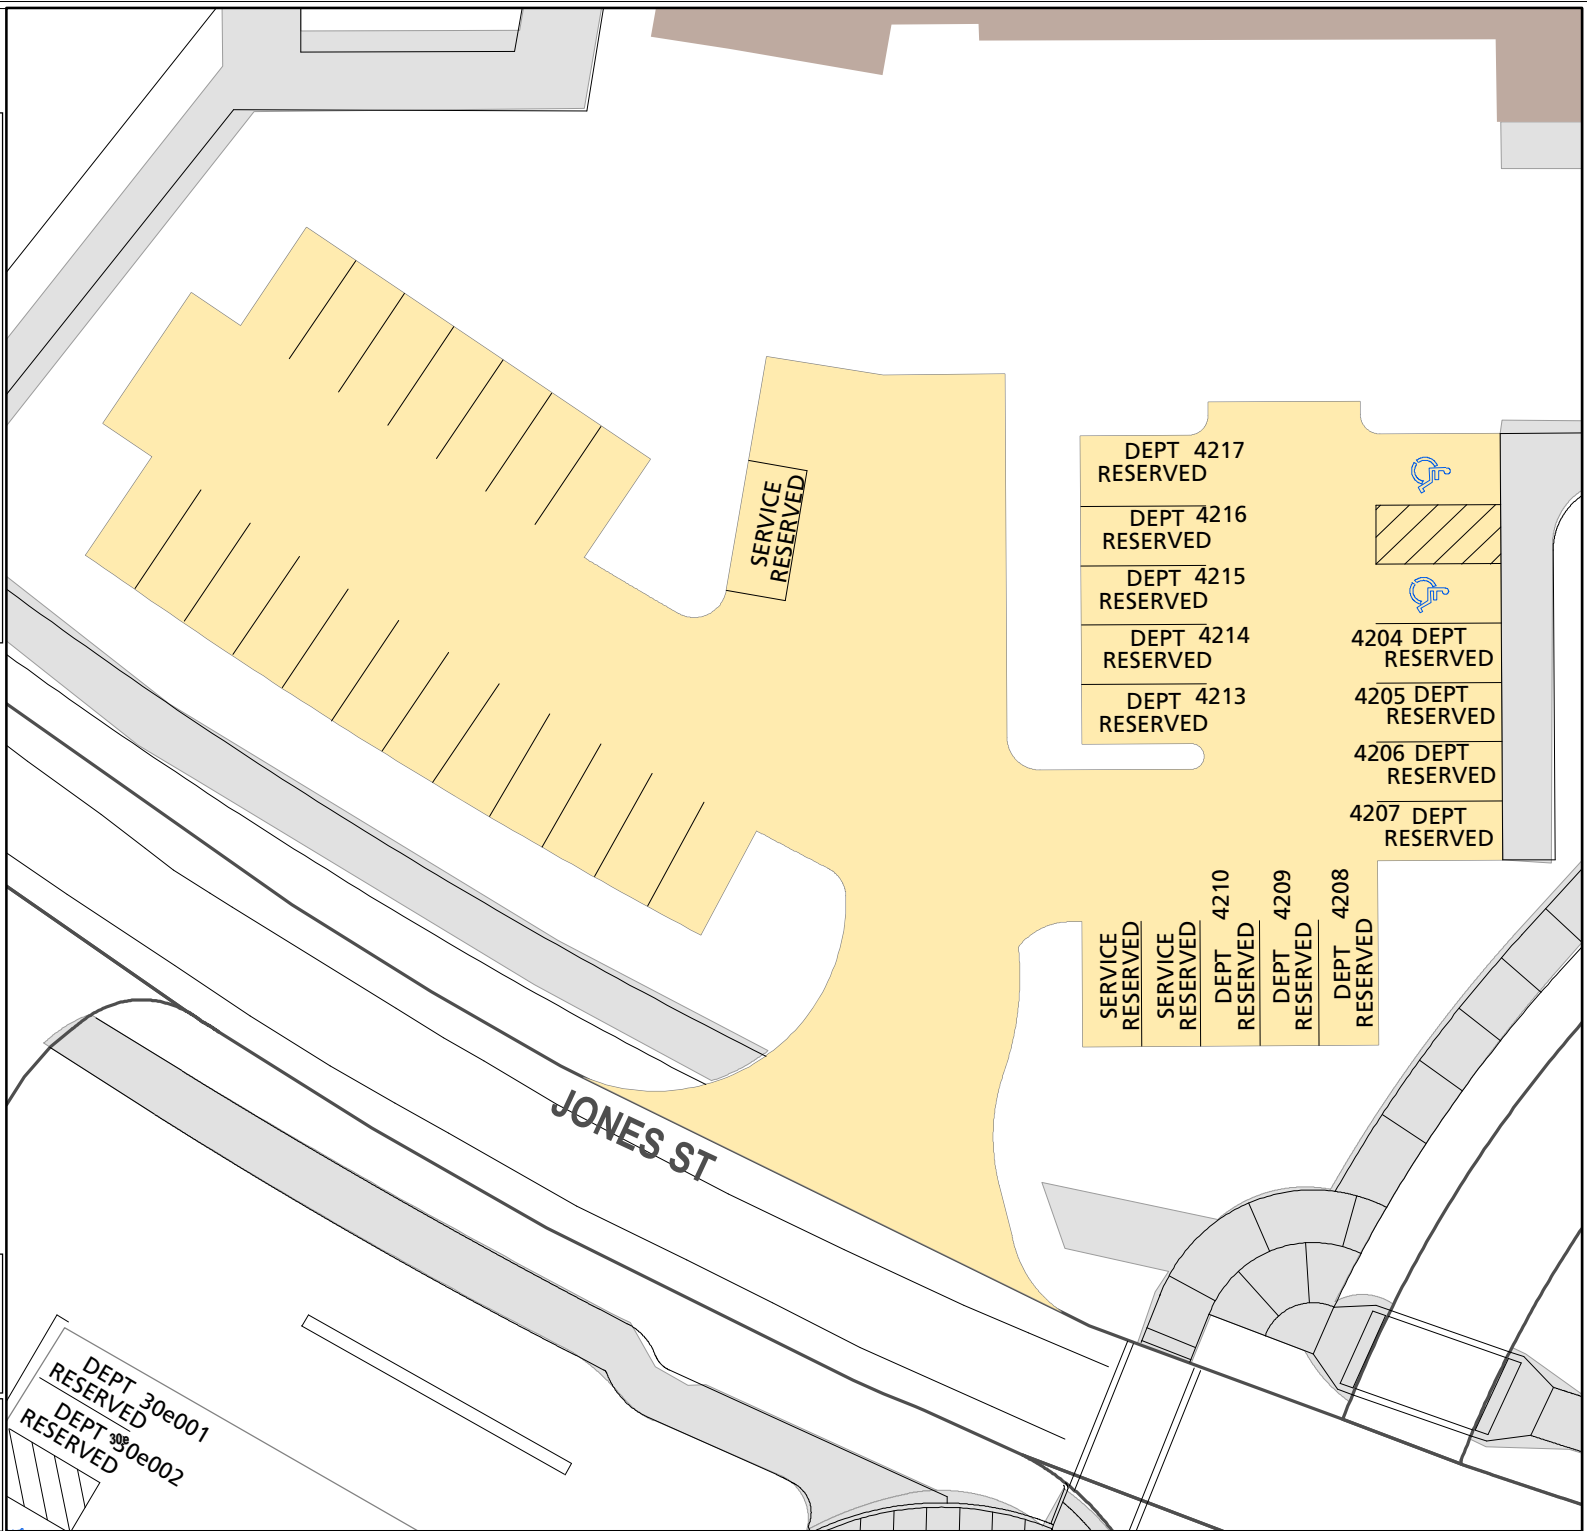 DEPT 4217
RESERVED
DEPT 4216
RESERVED
DEPT 4215
RESERVED
DEPT 4214
RESERVED
DEPT 4213
RESERVED
SERVICE
RESERVED
4204 DEPT
RESERVED
4205 DEPT
RESERVED
4206 DEPT
RESERVED
4207 DEPT
RESERVED
SERVICE
RESERVED
SERVICE
RESERVED
DEPT 4210
RESERVED
DEPT 4209
RESERVED
DEPT 4208
RESERVED
JONES ST
DEPT 30e001
RESERVED
DEPT 30e002
RESERVED